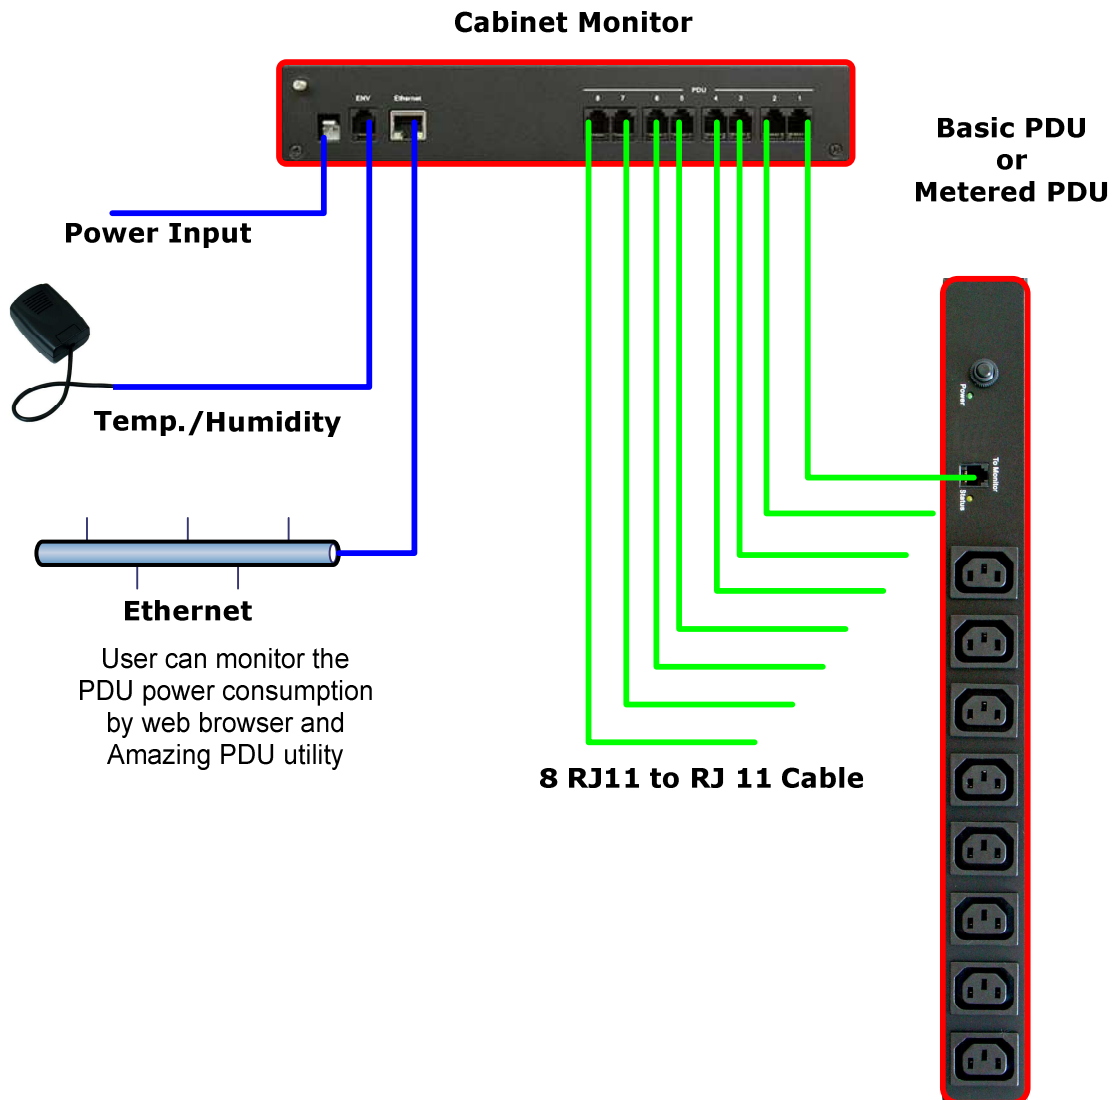 Cabinet Monitor
ENV
Ethernet
PDU
8 7 6 5 4 3 2 1
Basic PDU
or
Metered PDU
Power Input
Temp./Humidity
Power
To Monitor
Status
Ethernet
User can monitor the
PDU power consumption
by web browser and
Amazing PDU utility
8 RJ11 to RJ 11 Cable